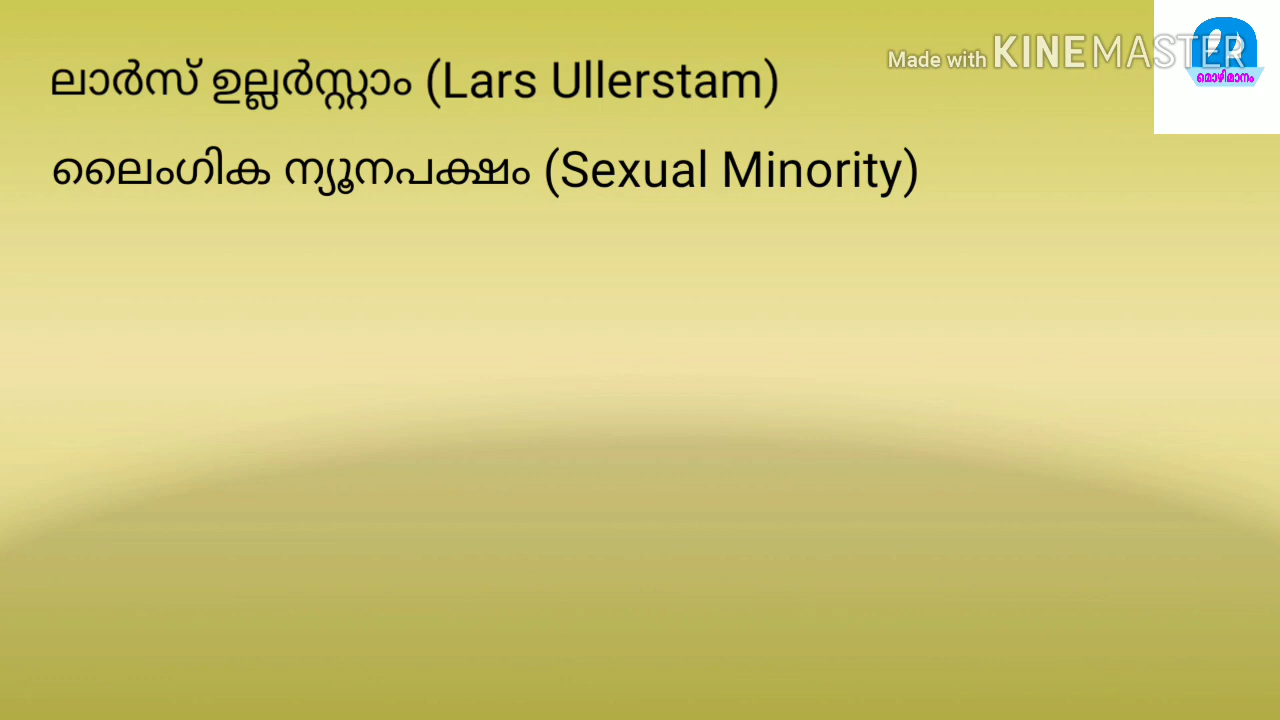 Made with KINEMASTER
മൊഴിമാനം
ലാർസ് ഉല്ലർസ്റ്റാം (Lars Ullerstam)
ലൈംഗിക ന്യൂനപക്ഷം (Sexual Minority)